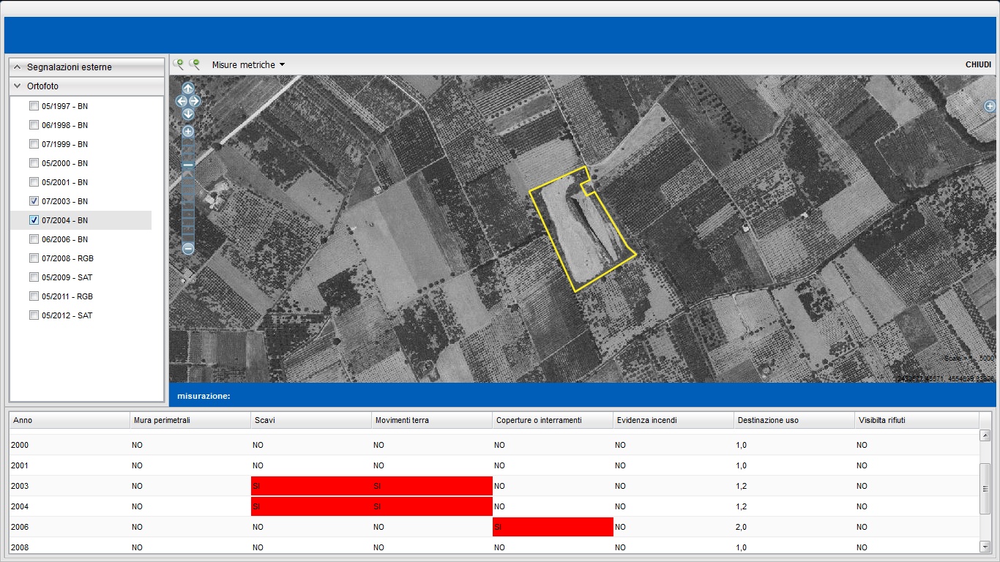 Segnalazioni esterne
Misure metriche
CHIUDI
Ortofoto
05/1997 - BN
06/1998 - BN
07/1999 - BN
05/2000 - BN
05/2001 - BN
07/2003 - BN
07/2004 - BN
06/2006 - BN
07/2008 - RGB
05/2009 - SAT
05/2011 - RGB
05/2012 - SAT
Scale = 1 : 5000
misurazione:
Anno Mura perimetrali Scavi Movimenti terra Coperture o interramenti Evidenza incendi Destinazione uso Visibilta rifiuti
2000 NO NO NO NO NO 1,0 NO
2001 NO NO NO NO NO 1,0 NO
2003 NO SI SI NO NO 1,2 NO
2004 NO SI SI NO NO 1,2 NO
2006 NO NO NO SI NO 2,0 NO
2008 NO NO NO NO NO 1,0 NO